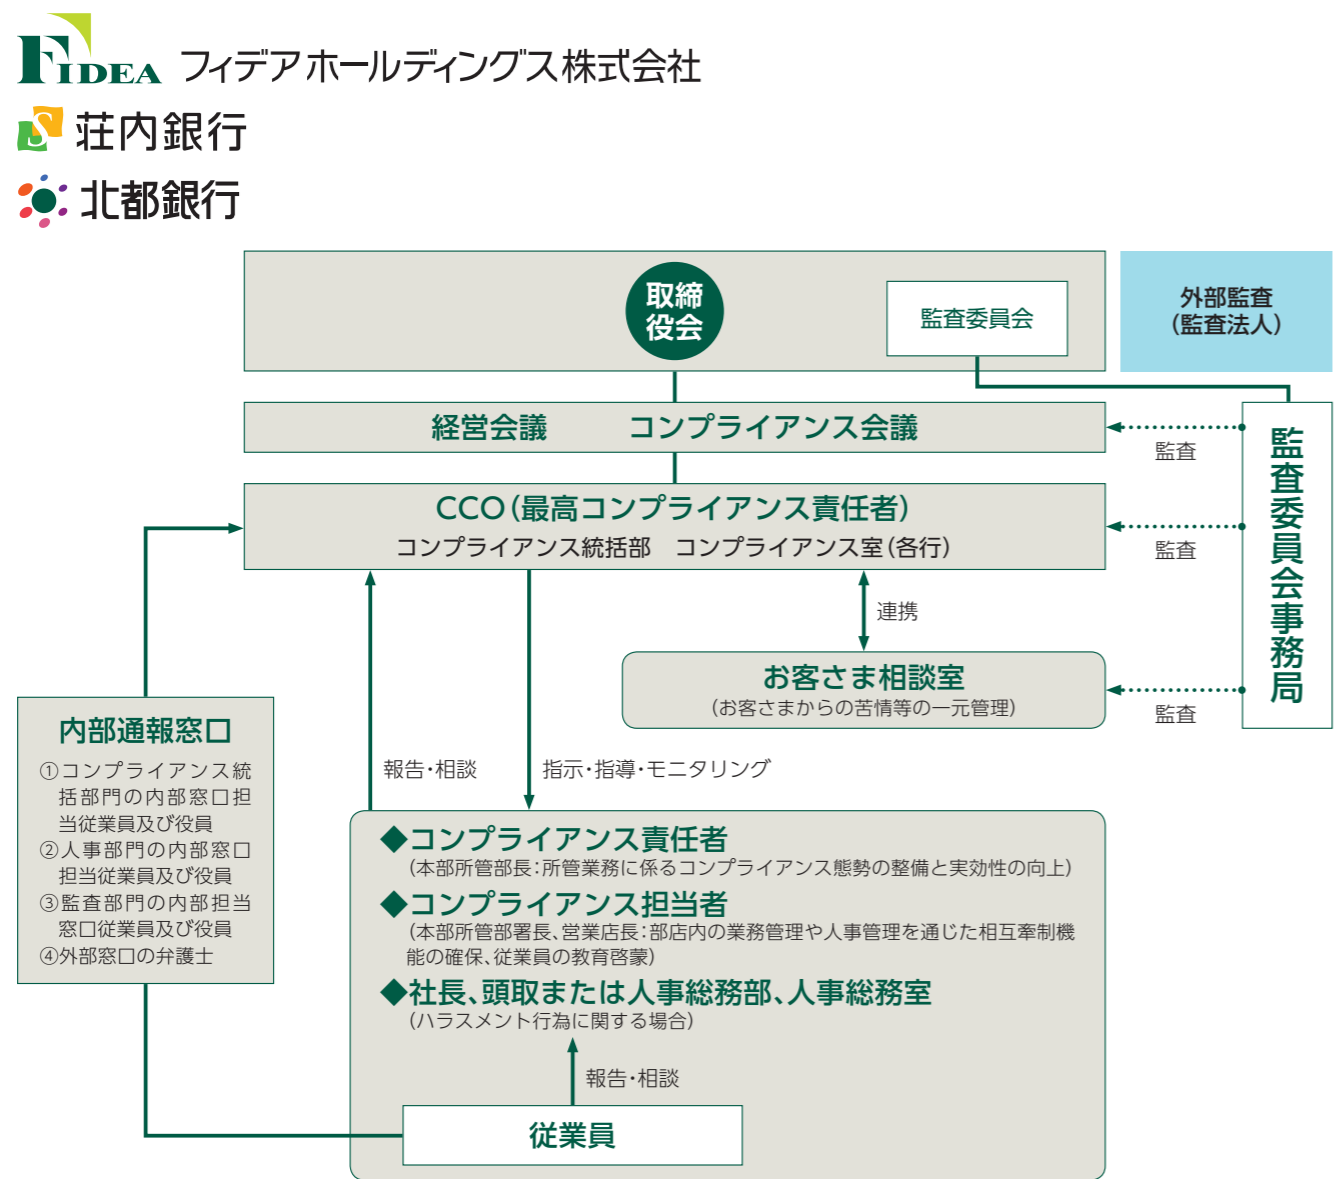 FIDEA フィデアホールディングス株式会社
S 荘内銀行
北都銀行
取締
役会
監査委員会
外部監査
(監査法人)
経営会議 コンプライアンス会議
監査
CCO(最高コンプライアンス責任者)
コンプライアンス統括部 コンプライアンス室(各行)
監査
監査委員会事務局
連携
お客さま相談室
(お客さまからの苦情等の一元管理)
監査
内部通報窓口
①コンプライアンス統
括部門の内部窓口担
当従業員及び役員
②人事部門の内部窓口
担当従業員及び役員
③監査部門の内部担当
窓口従業員及び役員
④外部窓口の弁護士
報告・相談
指示・指導・モニタリング
◆コンプライアンス責任者
(本部所管部長:所管業務に係るコンプライアンス態勢の整備と実効性の向上)
◆コンプライアンス担当者
(本部所管部署長、営業店長:部店内の業務管理や人事管理を通じた相互牽制機
能の確保、従業員の教育啓蒙)
◆社長、頭取または人事総務部、人事総務室
(ハラスメント行為に関する場合)
報告・相談
従業員